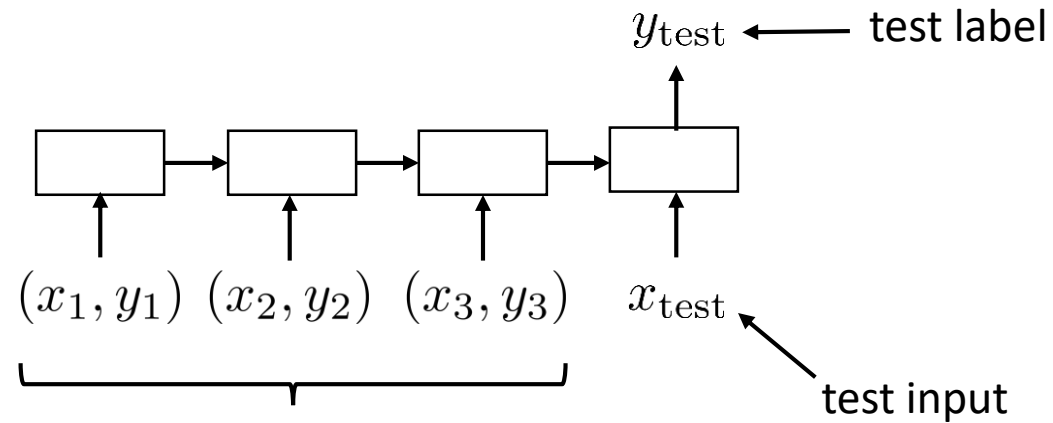 y_test test label
(x_1, y_1) (x_2, y_2) (x_3, y_3) x_test
test input